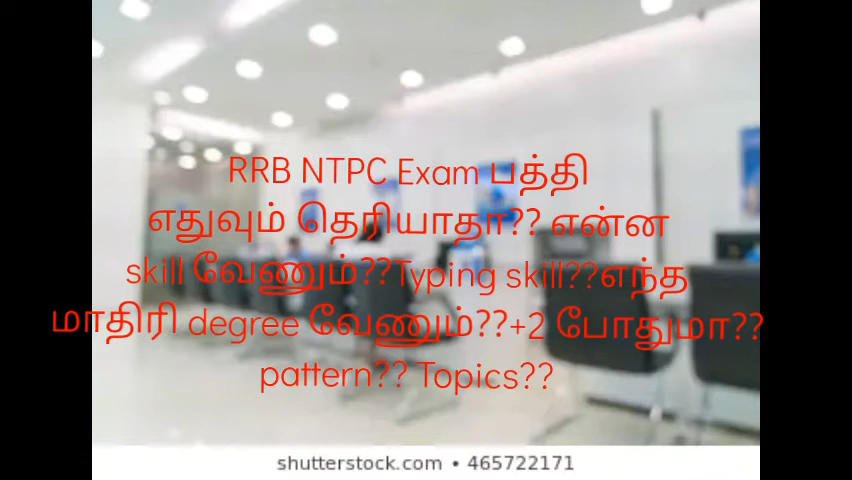 RRB NTPC Exam பத்தி
எதுவும் தெரியாதா?? என்ன
skill வேணும்??Typing skill??எந்த
மாதிரி degree வேணும்??+2 போதுமா??
pattern?? Topics??
shutterstock.com • 465722171